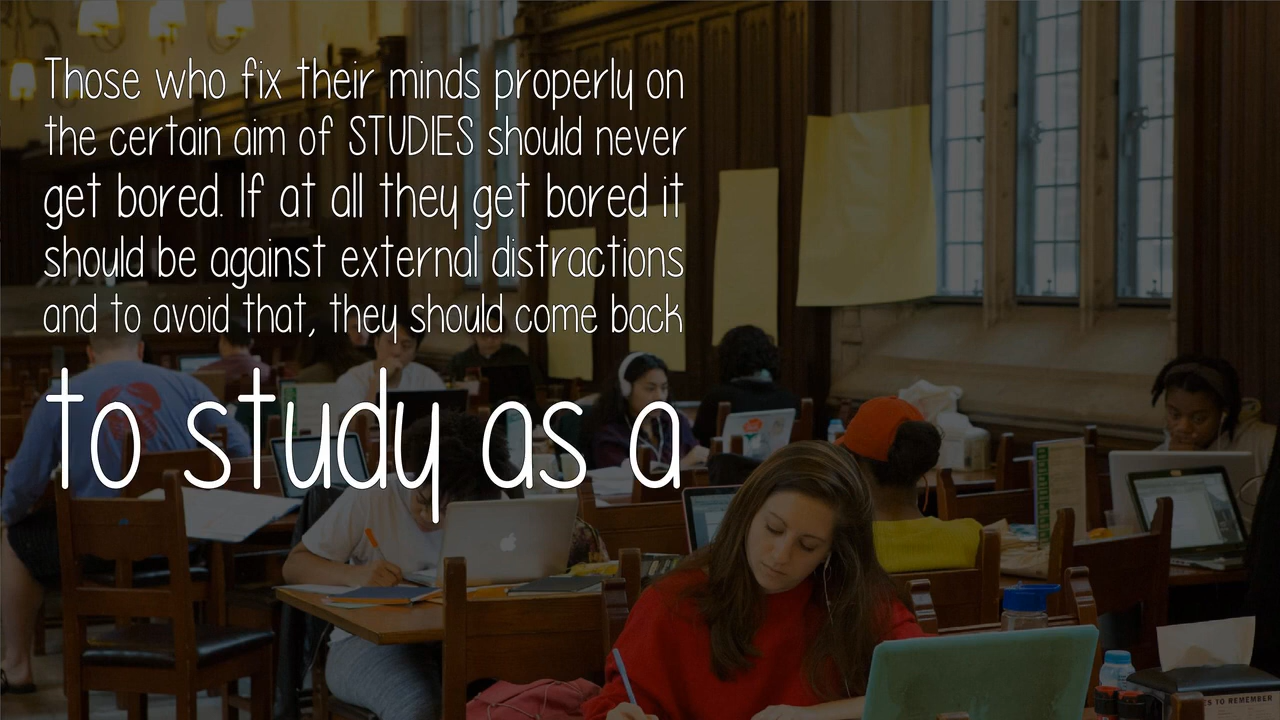 Those who fix their minds properly on
the certain aim of STUDIES should never
get bored. If at all they get bored it
should be against external distractions
and to avoid that, they should come back
to study as a
S TO REMEMBER